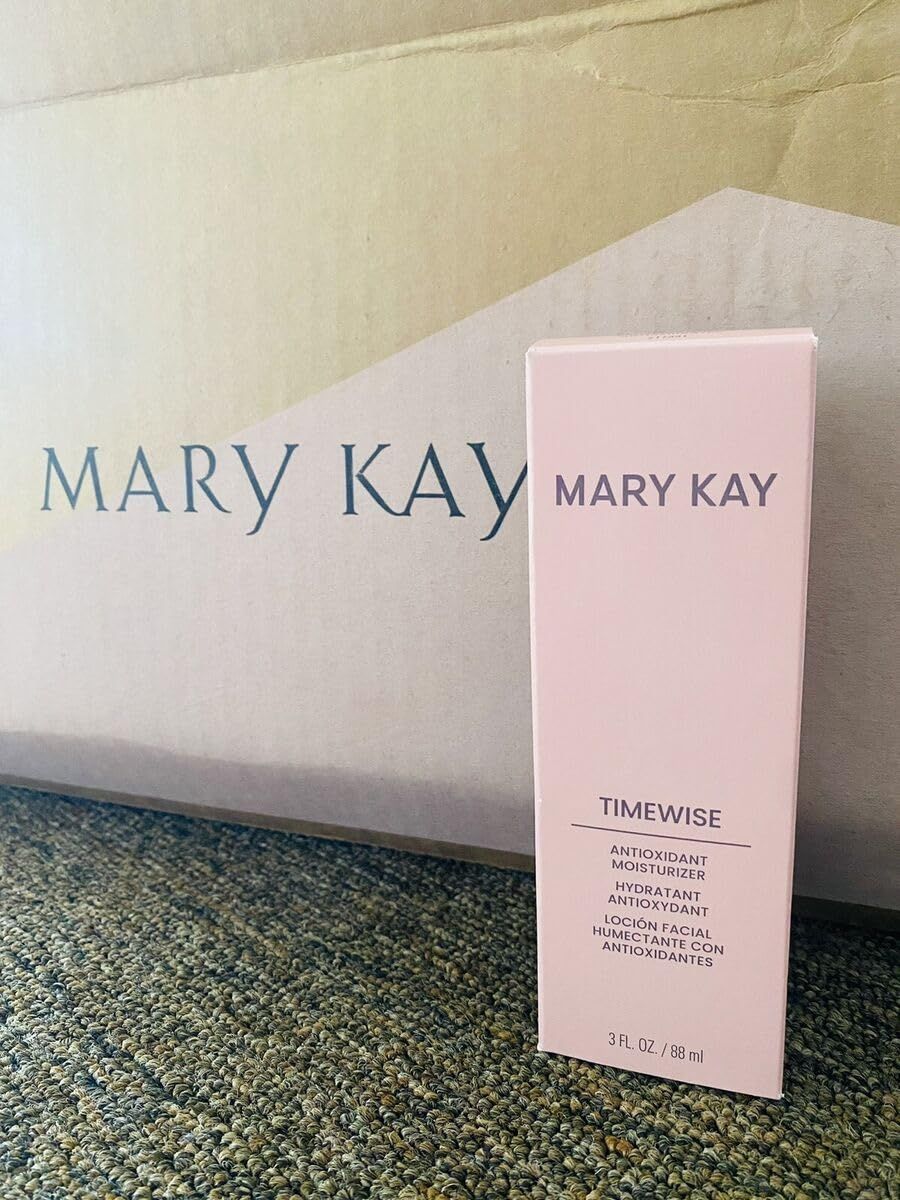 MARY KAY
MARY KAY
TIMEWISE
ANTIOXIDANT
MOISTURIZER
HYDRATANT
ANTIOXYDANT
LOCIÓN FACIAL
HUMECTANTE CON
ANTIOXIDANTES
3 FL. OZ. / 88 ml